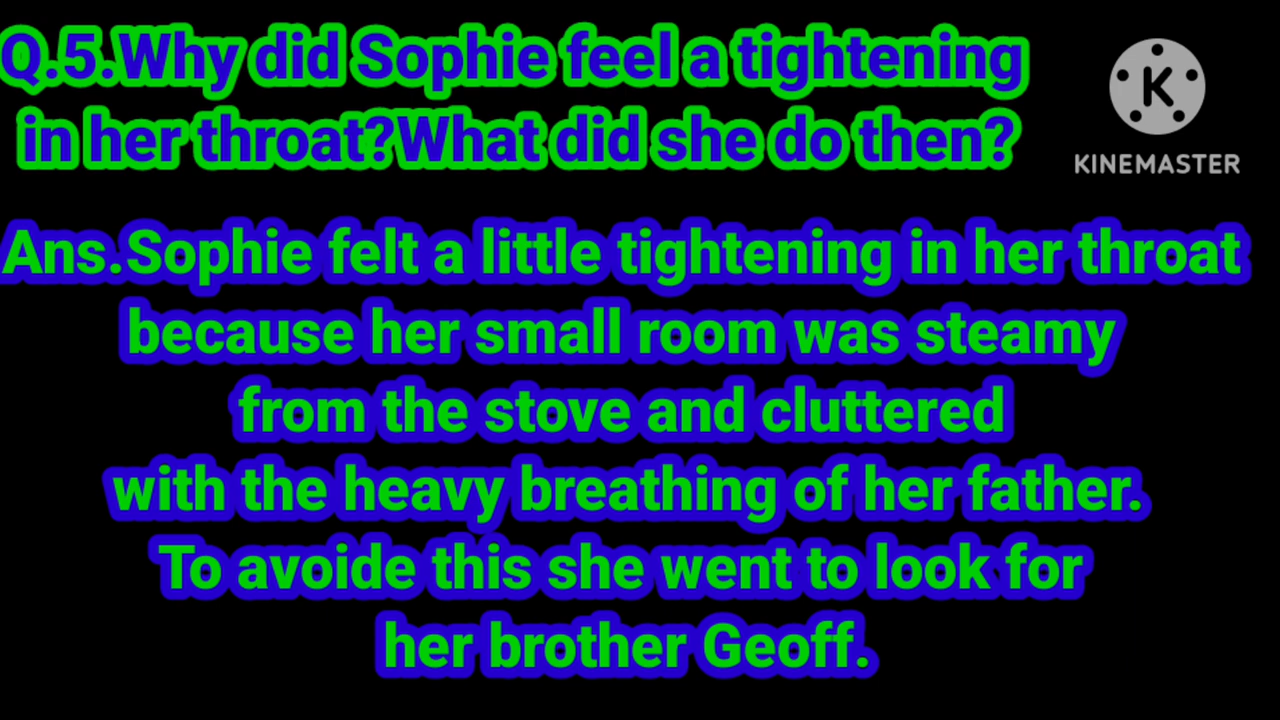 Q.5.Why did Sophie feel a tightening
in her throat?What did she do then?
K
KINEMASTER
Ans.Sophie felt a little tightening in her throat
because her small room was steamy
from the stove and cluttered
with the heavy breathing of her father.
To avoide this she went to look for
her brother Geoff.